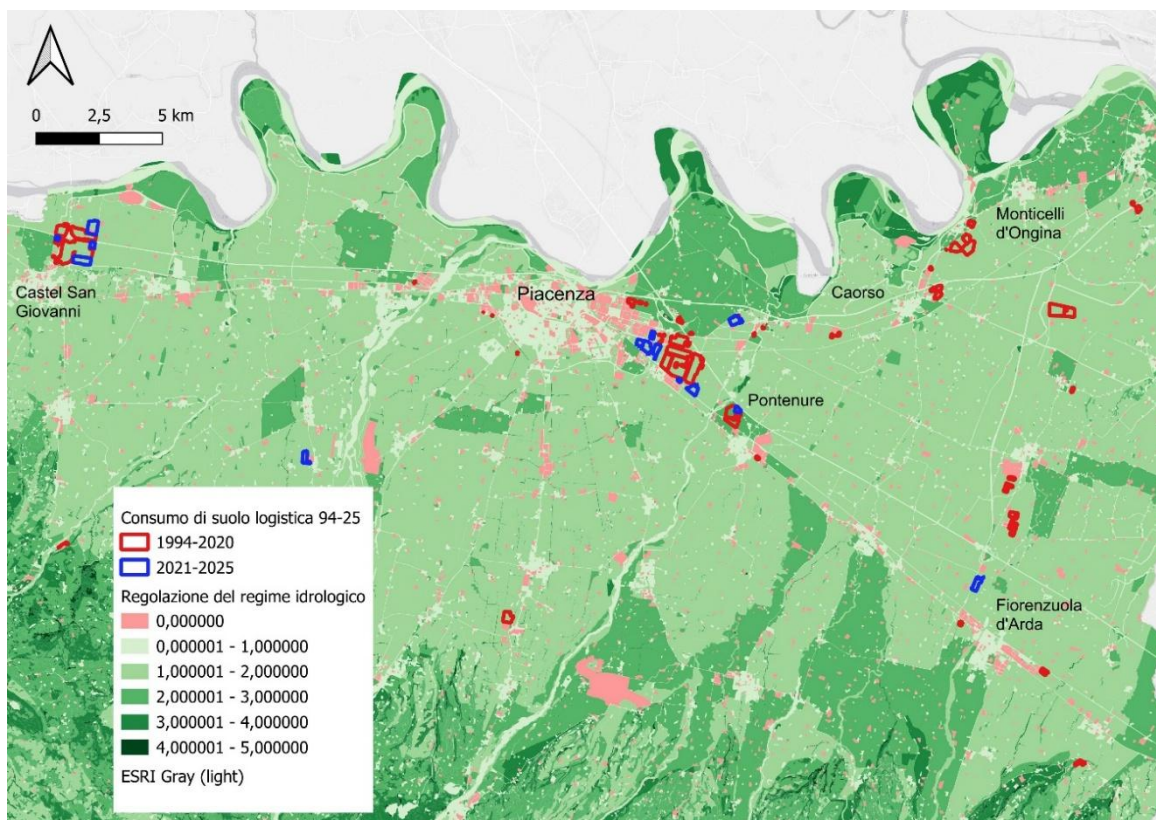 0 2,5 5 km
Monticelli
d'Ongina
Castel San
Giovanni
Piacenza
Caorso
Pontenure
Fiorenzuola
d'Arda
Consumo di suolo logistica 94-25
1994-2020
2021-2025
Regolazione del regime idrologico
0,000000
0,000001 - 1,000000
1,000001 - 2,000000
2,000001 - 3,000000
3,000001 - 4,000000
4,000001 - 5,000000
ESRI Gray (light)